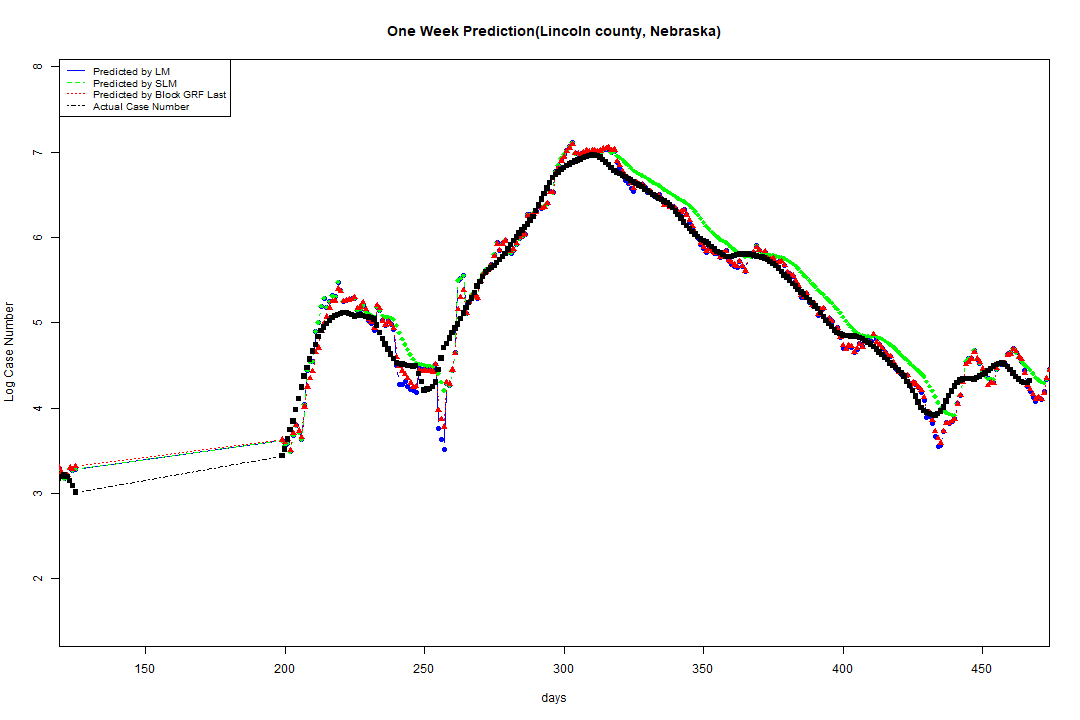 One Week Prediction(Lincoln county, Nebraska)
Predicted by LM
Predicted by SLM
Predicted by Block GRF Last
Actual Case Number
8
7
6
5
4
3
2
Log Case Number
150 200 250 300 350 400 450
days